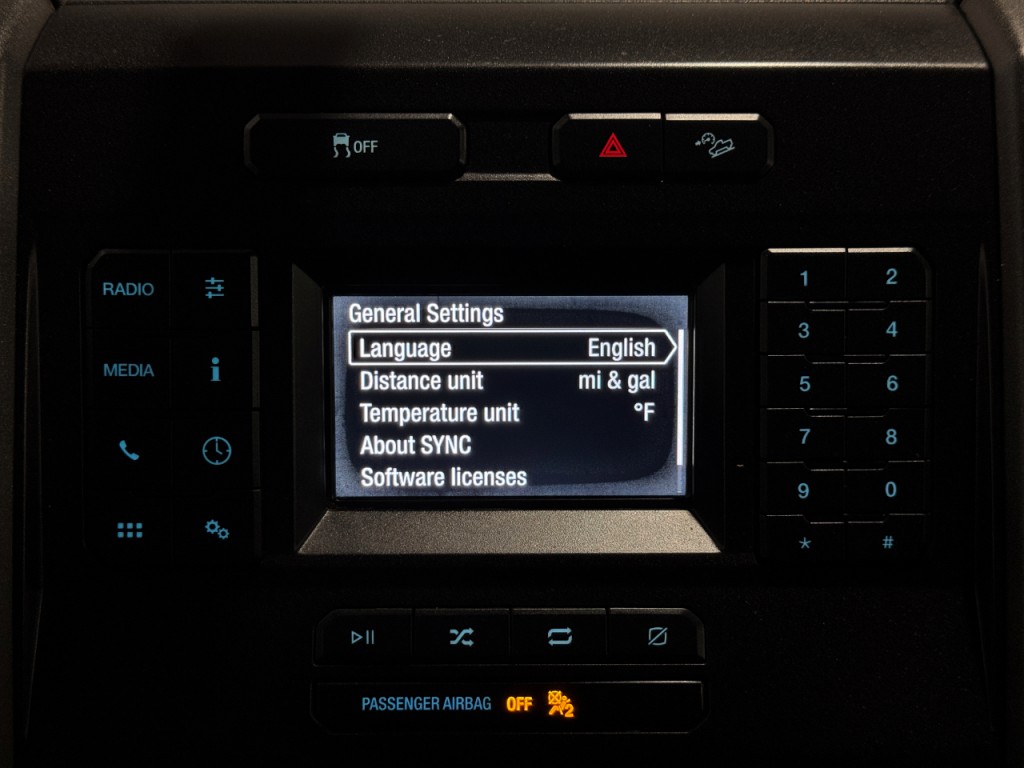 OFF
RADIO
MEDIA
General Settings
Language English
Distance unit mi & gal
Temperature unit °F
About SYNC
Software licenses
1 2
3 4
5 6
7 8
9 0
* #
PASSENGER AIRBAG OFF 2